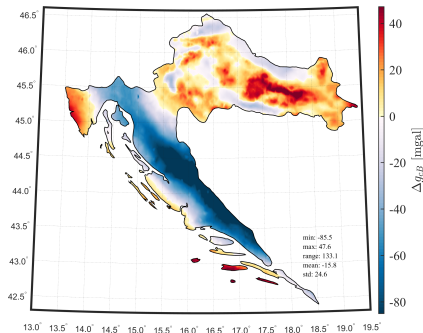 46.5°
46.0°
45.5°
45.0°
44.5°
44.0°
43.5°
43.0°
42.5°
13.0° 13.5° 14.0° 14.5° 15.0° 15.5° 16.0° 16.5° 17.0° 17.5° 18.0° 18.5° 19.0° 19.5°
min: -85.5
max: 47.6
range: 133.1
mean: -15.8
std: 24.6
40
20
0
-20
-40
-60
-80
Δg_rB [mgal]